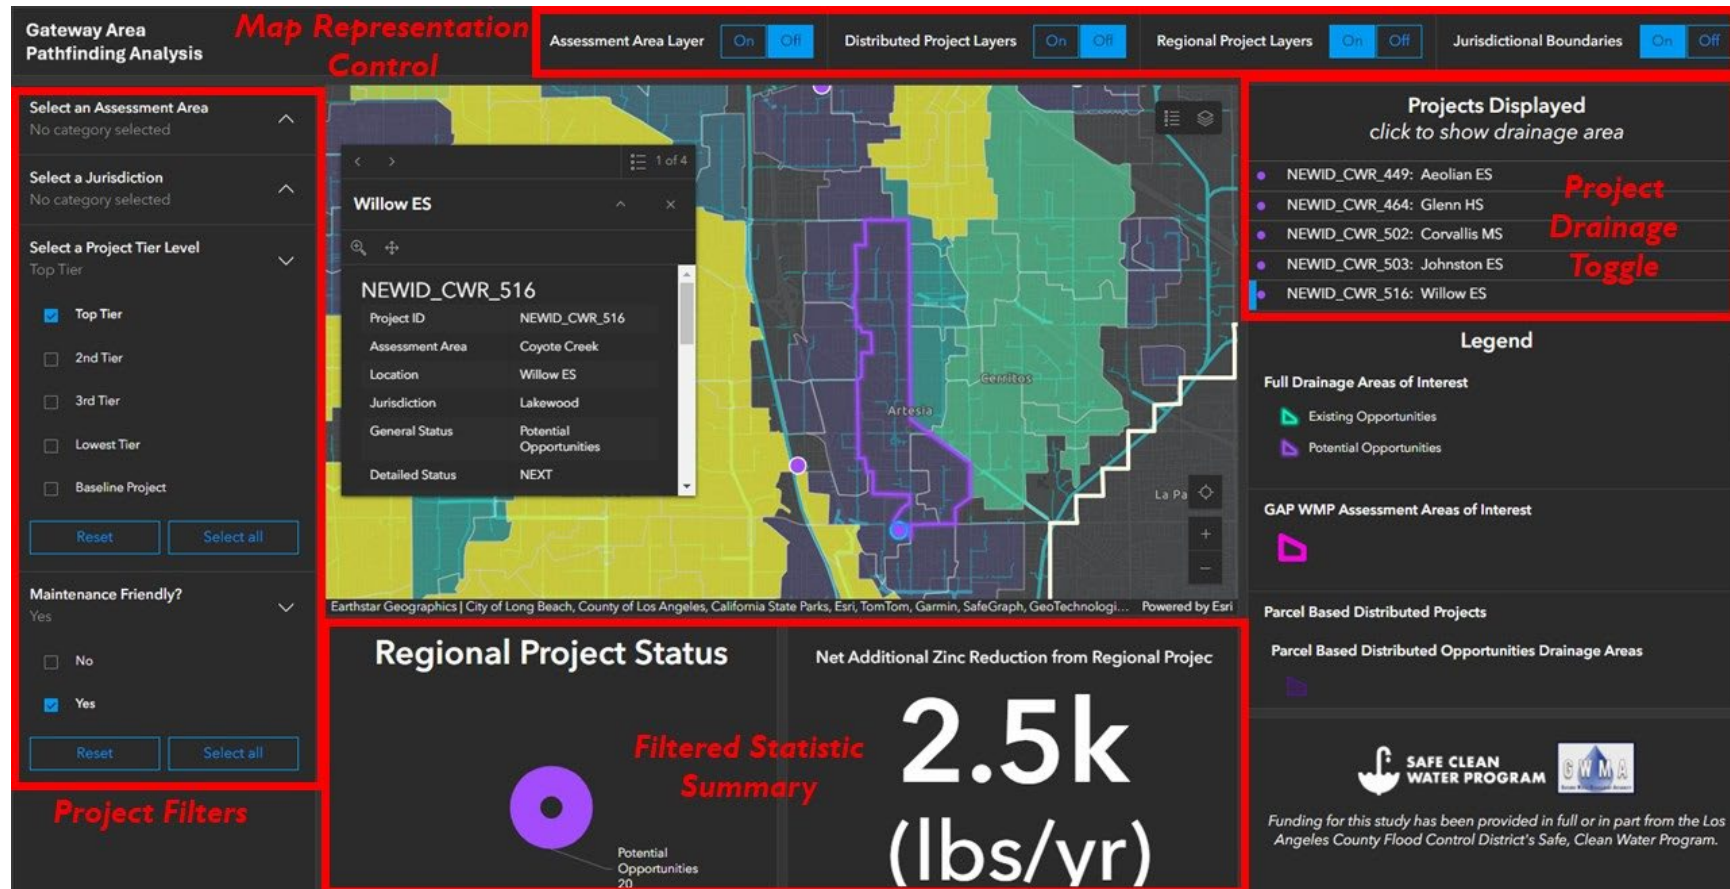 Gateway Area
Pathfinding Analysis
Map Representation
Control
Assessment Area Layer On Off
Distributed Project Layers On Off
Regional Project Layers On Off
Jurisdictional Boundaries On Off
Select an Assessment Area
No category selected
Select a Jurisdiction
No category selected
Select a Project Tier Level
Top Tier
Top Tier
2nd Tier
3rd Tier
Lowest Tier
Baseline Project
Reset Select all
Maintenance Friendly?
Yes
No
Yes
Reset Select all
Project Filters
1 of 4
Willow ES
NEWID_CWR_516
Project ID NEWID_CWR_516
Assessment Area Coyote Creek
Location Willow ES
Jurisdiction Lakewood
General Status Potential
Opportunities
Detailed Status NEXT
Cerritos
Artesia
La Pa
Earthstar Geographics | City of Long Beach, County of Los Angeles, California State Parks, Esri, TomTom, Garmin, SafeGraph, GeoTechnologi... Powered by Esri
Regional Project Status
Potential
Opportunities
20
Filtered Statistic
Summary
Net Additional Zinc Reduction from Regional Projec
2.5k
(lbs/yr)
Projects Displayed
click to show drainage area
NEWID_CWR_449: Aeolian ES
NEWID_CWR_464: Glenn HS
NEWID_CWR_502: Corvallis MS
NEWID_CWR_503: Johnston ES
NEWID_CWR_516: Willow ES
Project
Drainage
Toggle
Legend
Full Drainage Areas of Interest
Existing Opportunities
Potential Opportunities
GAP WMP Assessment Areas of Interest
Parcel Based Distributed Projects
Parcel Based Distributed Opportunities Drainage Areas
SAFE CLEAN
WATER PROGRAM
GWMA
Funding for this study has been provided in full or in part from the Los
Angeles County Flood Control District's Safe, Clean Water Program.